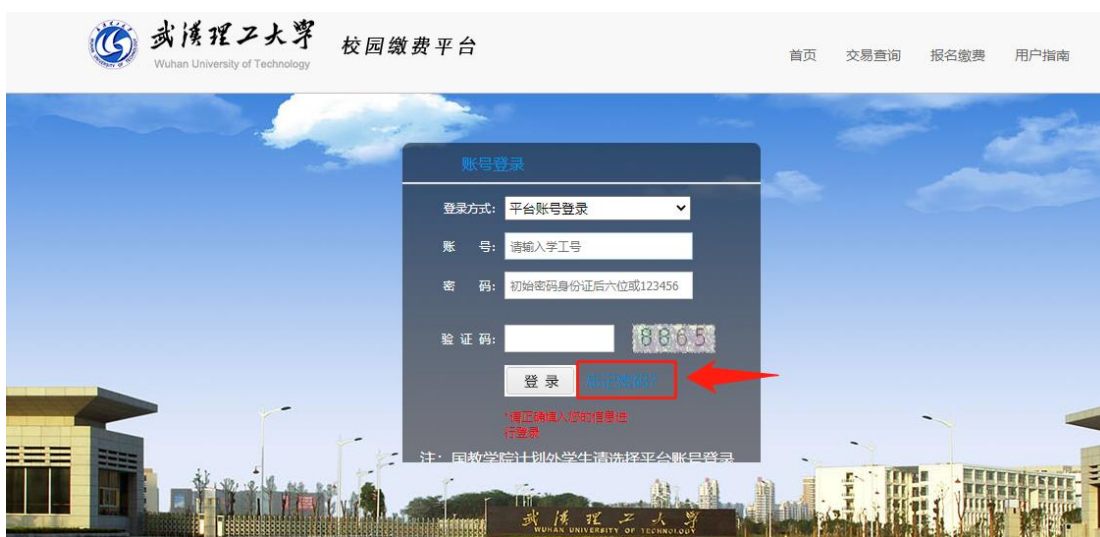 武汉理工大学
Wuhan University of Technology
校园缴费平台
首页 交易查询 报名缴费 用户指南
账号登录
登录方式: 平台账号登录
账 号: 请输入学工号
密 码: 初始密码身份证后六位或123456
验 证 码: 8865
登 录 忘记密码?
*请正确填入您的信息进
行登录
注：国教学院计划外学生请选择平台账号登录
武汉理工大学
WUHAN UNIVERSITY OF TECHNOLOGY